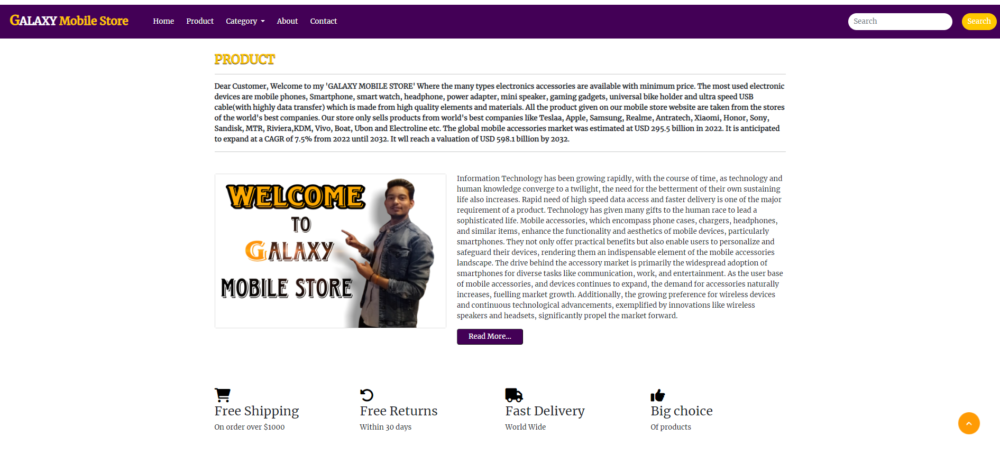 GALAXY Mobile Store
Home Product Category About Contact
Search
Search
PRODUCT
Dear Customer, Welcome to my 'GALAXY MOBILE STORE' Where the many types electronics accessories are available with minimum price. The most used electronic
devices are mobile phones, Smartphone, smart watch, headphone, power adapter, mini speaker, gaming gadgets, universal bike holder and ultra speed USB
cable(with highly data transfer) which is made from high quality elements and materials. All the product given on our mobile store website are taken from the stores
of the world's best companies. Our store only sells products from world's best companies like Teslaa, Apple, Samsung, Realme, Antratech, Xiaomi, Honor, Sony,
Sandisk, MTR, Riviera,KDM, Vivo, Boat, Ubon and Electroline etc. The global mobile accessories market was estimated at USD 295.5 billion in 2022. It is anticipated
to expand at a CAGR of 7.5% from 2022 until 2032. It wll reach a valuation of USD 598.1 billion by 2032.
WELCOME
TO
GALAXY
MOBILE STORE
Information Technology has been growing rapidly, with the course of time, as technology and
human knowledge converge to a twilight, the need for the betterment of their own sustaining
life also increases. Rapid need of high speed data access and faster delivery is one of the major
requirement of a product. Technology has given many gifts to the human race to lead a
sophisticated life. Mobile accessories, which encompass phone cases, chargers, headphones,
and similar items, enhance the functionality and aesthetics of mobile devices, particularly
smartphones. They not only offer practical benefits but also enable users to personalize and
safeguard their devices, rendering them an indispensable element of the mobile accessories
landscape. The drive behind the accessory market is primarily the widespread adoption of
smartphones for diverse tasks like communication, work, and entertainment. As the user base
of mobile accessories, and devices continues to expand, the demand for accessories naturally
increases, fuelling market growth. Additionally, the growing preference for wireless devices
and continuous technological advancements, exemplified by innovations like wireless
speakers and headsets, significantly propel the market forward.
Read More...
Free Shipping
On order over $1000
Free Returns
Within 30 days
Fast Delivery
World Wide
Big choice
Of products